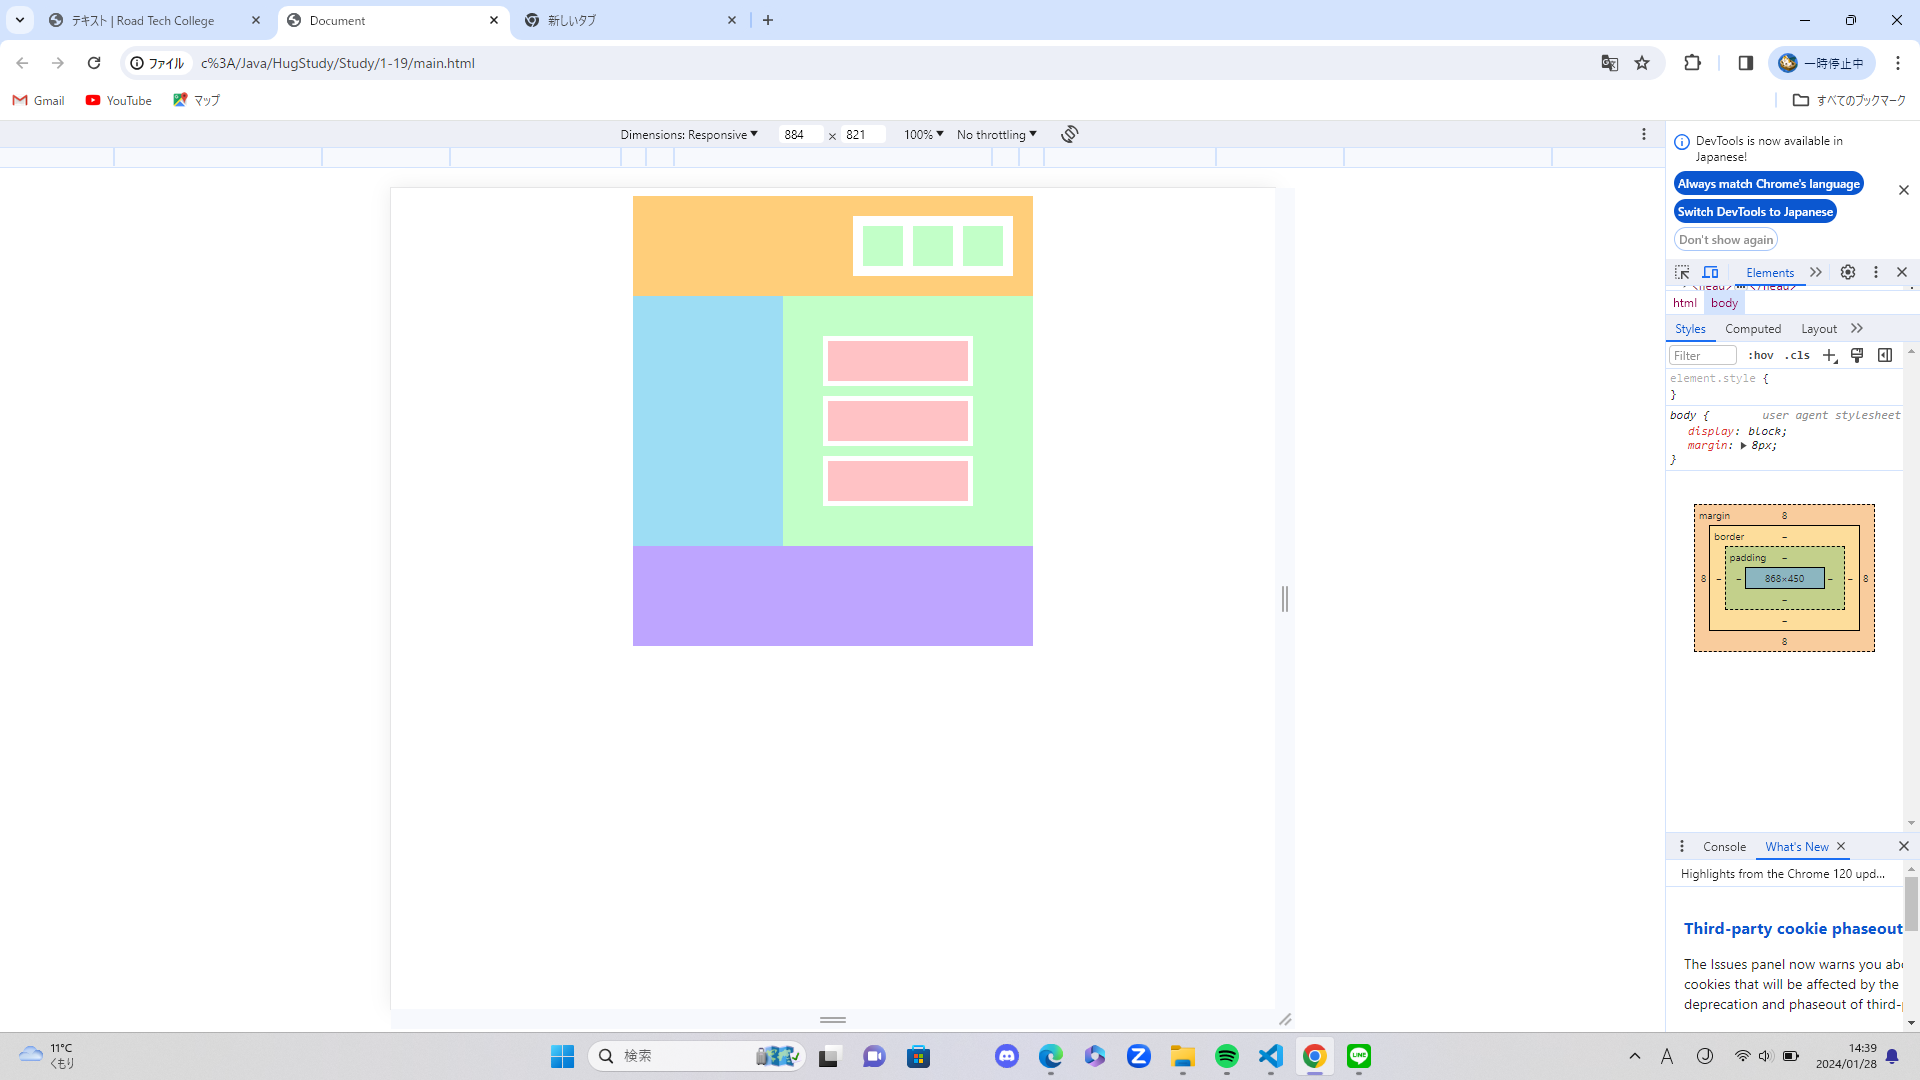 テキスト | Road Tech College
Document
新しいタブ
ファイル
c%3A/Java/HugStudy/Study/1-19/main.html
一時停止中
Gmail
YouTube
マップ
すべてのブックマーク
Dimensions: Responsive
884
×
821
100%
No throttling
DevTools is now available in
Japanese!
Always match Chrome's language
Switch DevTools to Japanese
Don't show again
Elements
html
body
Styles
Computed
Layout
Filter
:hov
.cls
element.style {
}
body {
user agent stylesheet
display: block;
margin: 8px;
}
margin
8
border
–
padding
–
8
–
–
868×450
–
–
8
–
–
8
Console
What's New
Highlights from the Chrome 120 upd...
Third-party cookie phaseout
The Issues panel now warns you abo
cookies that will be affected by the
deprecation and phaseout of third-
11°C
くもり
検索
A
LINE
14:39
2024/01/28